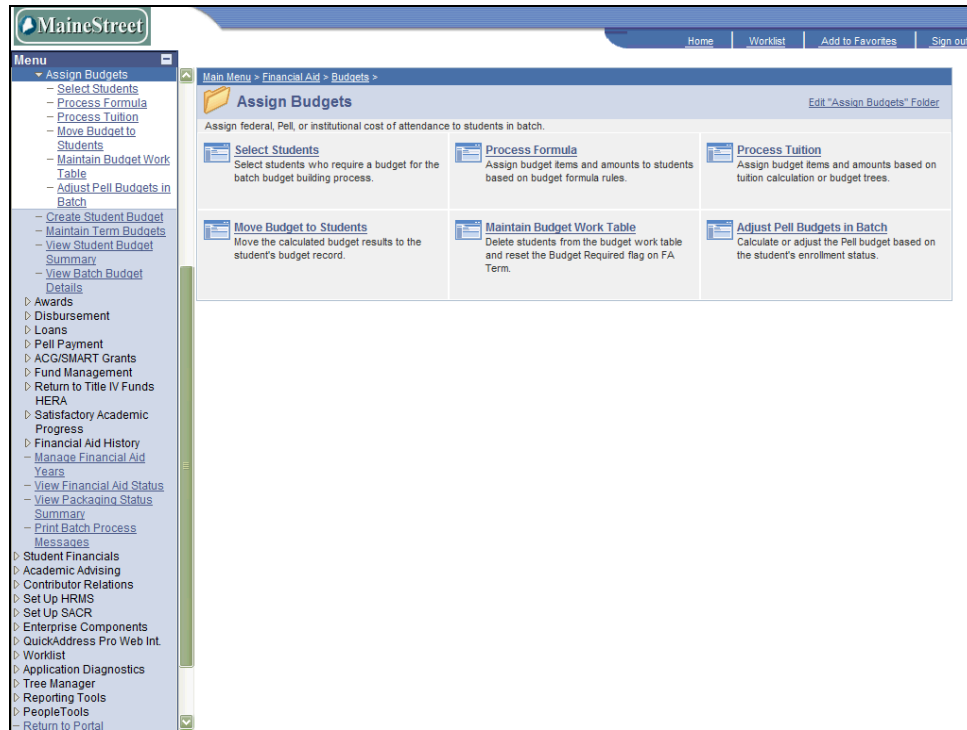 MaineStreet
Home Worklist Add to Favorites Sign out
Menu
Assign Budgets
Select Students
Process Formula
Process Tuition
Move Budget to
Students
Maintain Budget Work
Table
Adjust Pell Budgets in
Batch
Create Student Budget
Maintain Term Budgets
View Student Budget
Summary
View Batch Budget
Details
Awards
Disbursement
Loans
Pell Payment
ACG/SMART Grants
Fund Management
Return to Title IV Funds
HERA
Satisfactory Academic
Progress
Financial Aid History
Manage Financial Aid
Years
View Financial Aid Status
View Packaging Status
Summary
Print Batch Process
Messages
Student Financials
Academic Advising
Contributor Relations
Set Up HRMS
Set Up SACR
Enterprise Components
QuickAddress Pro Web Int.
Worklist
Application Diagnostics
Tree Manager
Reporting Tools
PeopleTools
Return to Portal
Main Menu > Financial Aid > Budgets >
Assign Budgets
Edit "Assign Budgets" Folder
Assign federal, Pell, or institutional cost of attendance to students in batch.
Select Students
Select students who require a budget for the
batch budget building process.
Process Formula
Assign budget items and amounts to students
based on budget formula rules.
Process Tuition
Assign budget items and amounts based on
tuition calculation or budget trees.
Move Budget to Students
Move the calculated budget results to the
student's budget record.
Maintain Budget Work Table
Delete students from the budget work table
and reset the Budget Required flag on FA
Term.
Adjust Pell Budgets in Batch
Calculate or adjust the Pell budget based on
the student's enrollment status.